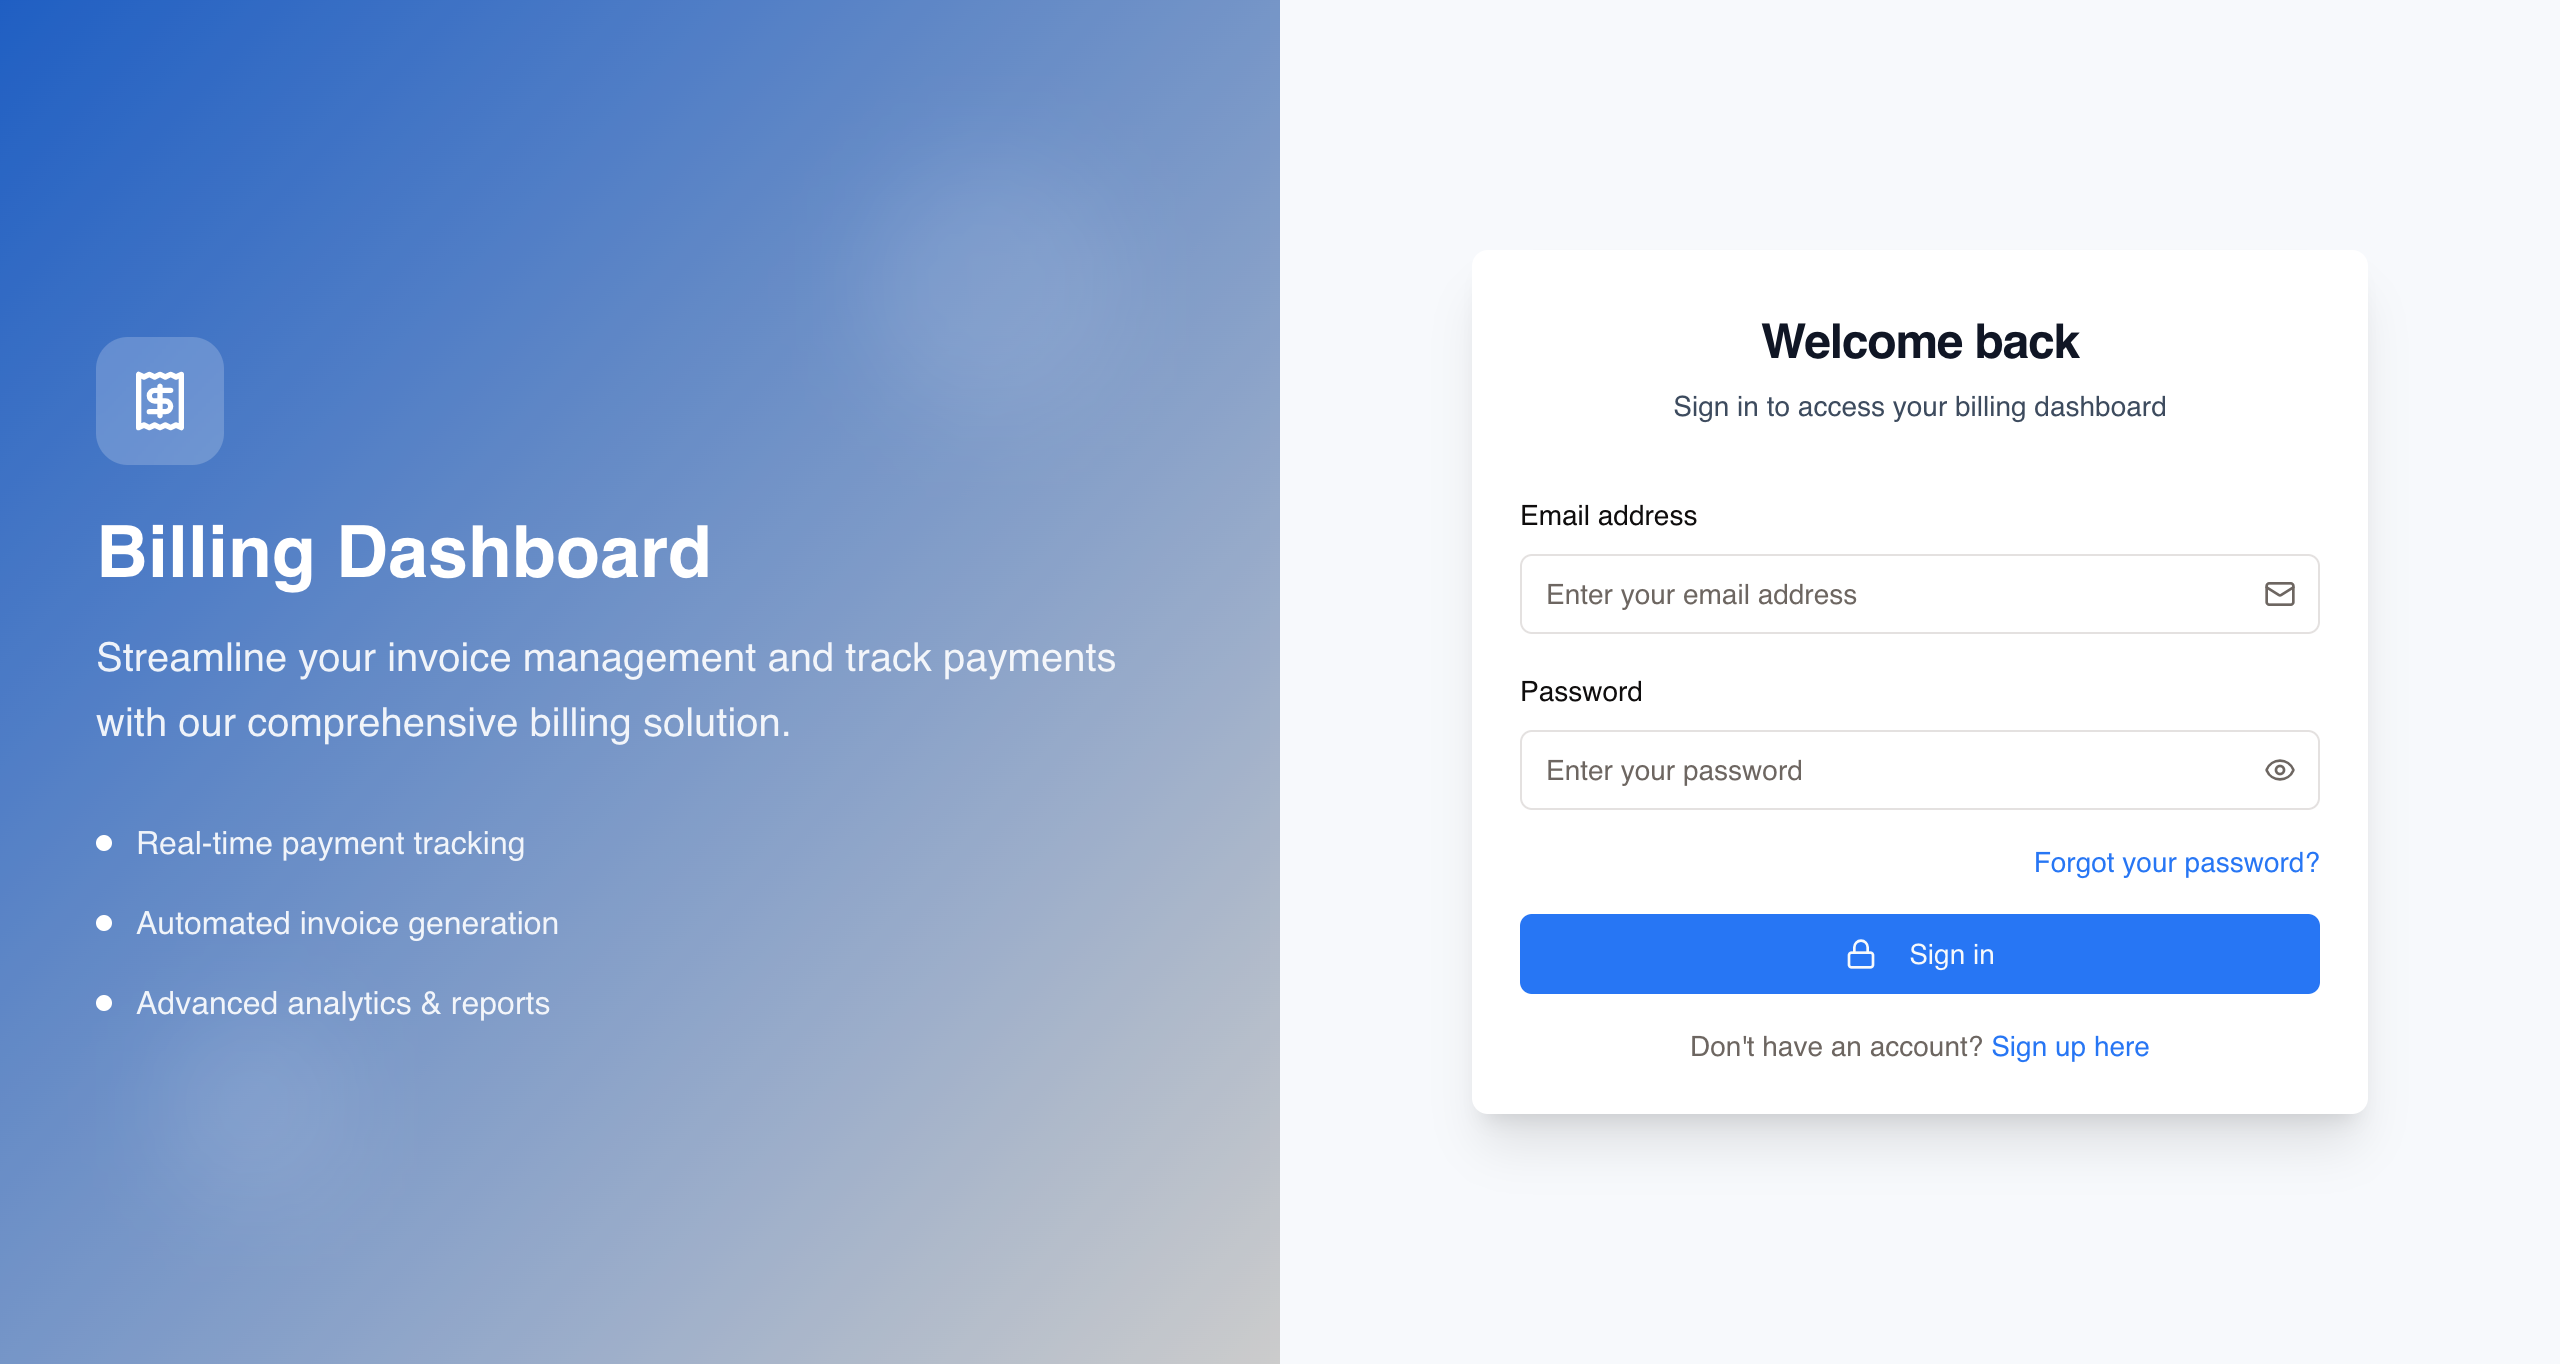 Billing Dashboard
Streamline your invoice management and track payments
with our comprehensive billing solution.
Real-time payment tracking
Automated invoice generation
Advanced analytics & reports
Welcome back
Sign in to access your billing dashboard
Email address
Enter your email address
Password
Enter your password
Forgot your password?
Sign in
Don't have an account? Sign up here